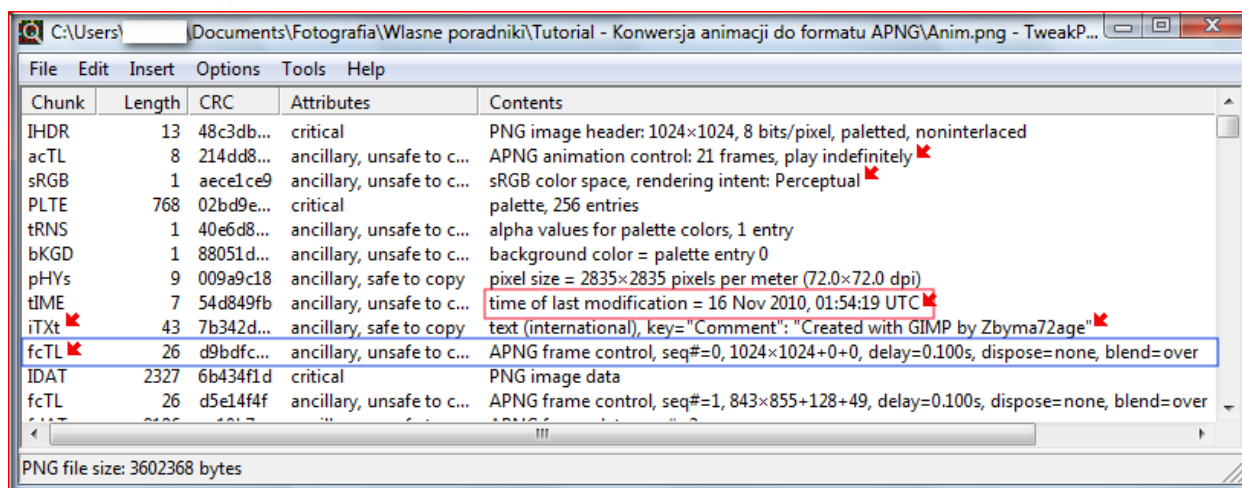 C:\Users\ \Documents\Fotografia\Wlasne poradniki\Tutorial - Konwersja animacji do formatu APNG\Anim.png - TweakP...
File Edit Insert Options Tools Help
Chunk Length CRC Attributes Contents
IHDR 13 48c3db... critical PNG image header: 1024×1024, 8 bits/pixel, paletted, noninterlaced
acTL 8 214dd8... ancillary, unsafe to c... APNG animation control: 21 frames, play indefinitely
sRGB 1 aece1ce9 ancillary, unsafe to c... sRGB color space, rendering intent: Perceptual
PLTE 768 02bd9e... critical palette, 256 entries
tRNS 1 40e6d8... ancillary, unsafe to c... alpha values for palette colors, 1 entry
bKGD 1 88051d... ancillary, unsafe to c... background color = palette entry 0
pHYs 9 009a9c18 ancillary, safe to copy pixel size = 2835×2835 pixels per meter (72.0×72.0 dpi)
tIME 7 54d849fb ancillary, unsafe to c... time of last modification = 16 Nov 2010, 01:54:19 UTC
iTXt 43 7b342d... ancillary, safe to copy text (international), key="Comment": "Created with GIMP by Zbyma72age"
fcTL 26 d9bdfc... ancillary, unsafe to c... APNG frame control, seq#=0, 1024×1024+0+0, delay=0.100s, dispose=none, blend=over
IDAT 2327 6b434f1d critical PNG image data
fcTL 26 d5e14f4f ancillary, unsafe to c... APNG frame control, seq#=1, 843×855+128+49, delay=0.100s, dispose=none, blend=over
PNG file size: 3602368 bytes